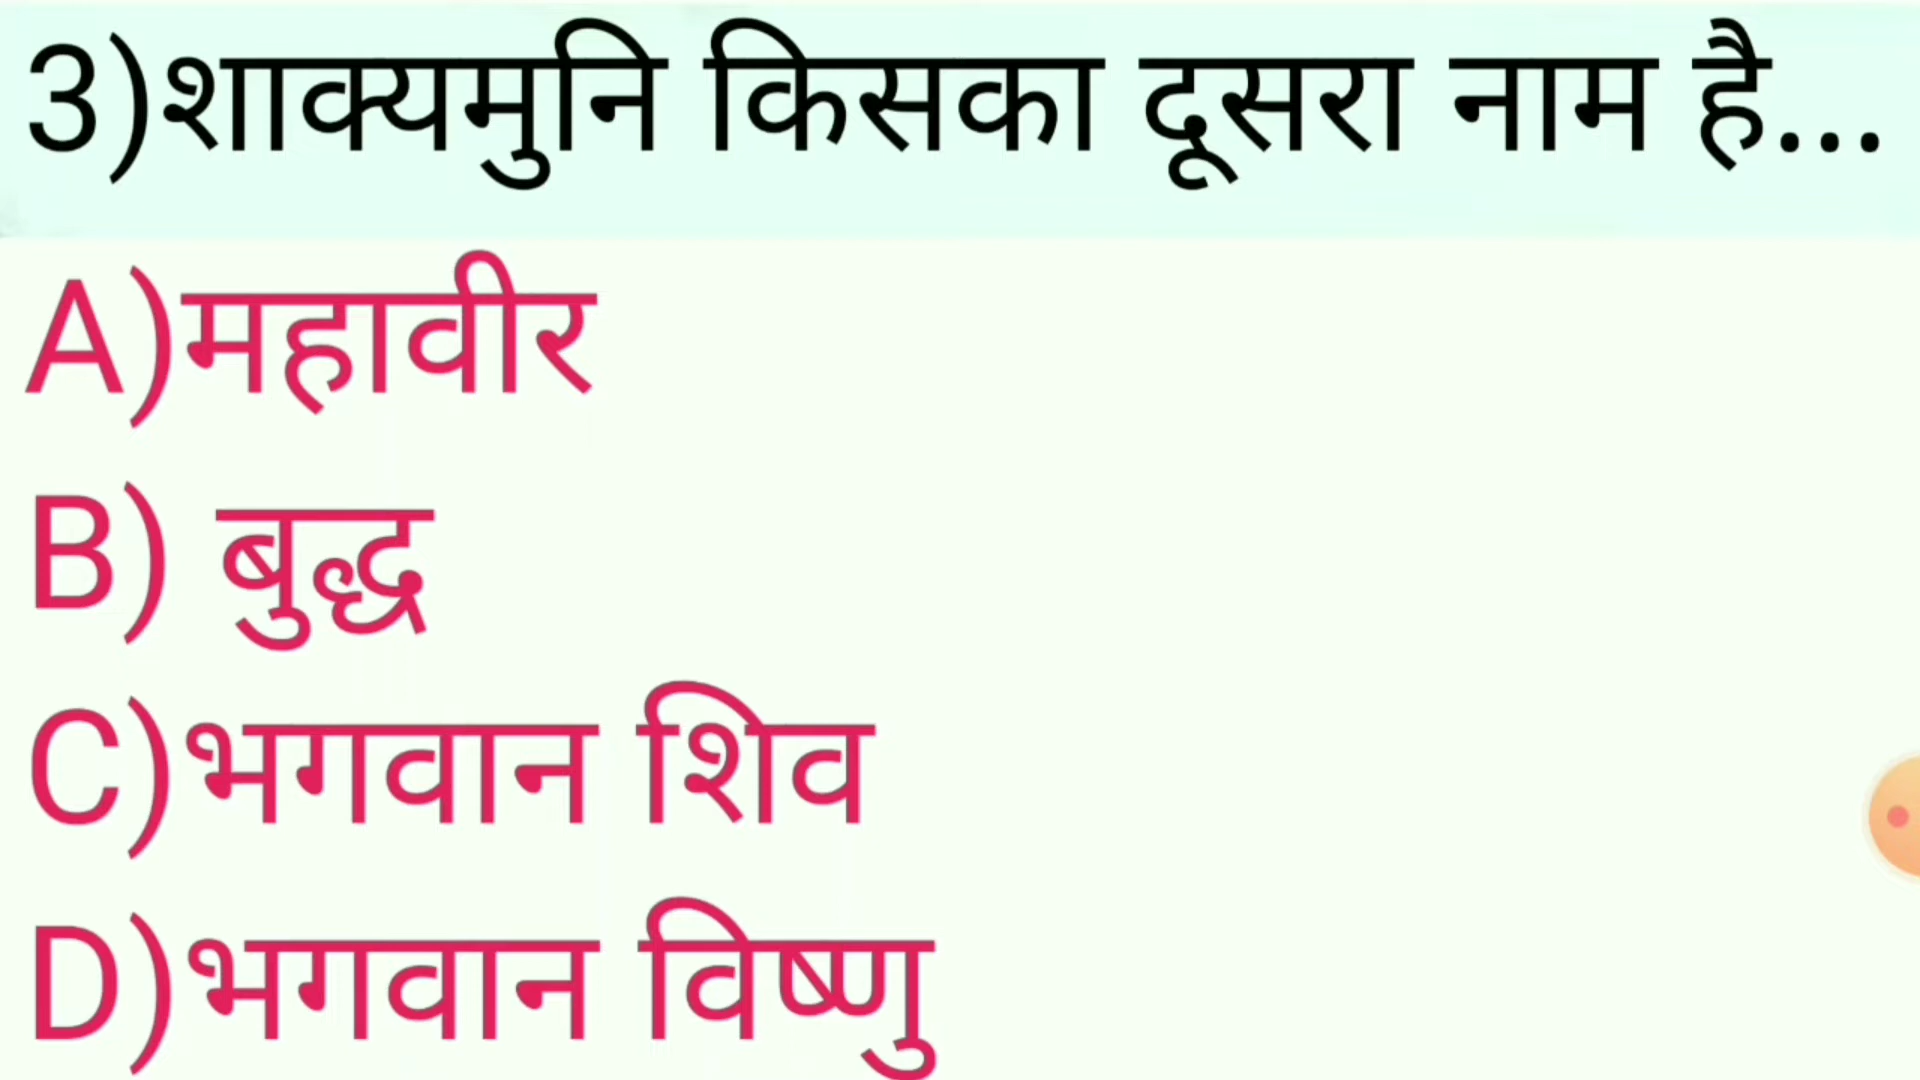 3)शाक्यमुनि किसका दूसरा नाम है...
A)महावीर
B) बुद्ध
C)भगवान शिव
D)भगवान विष्णु